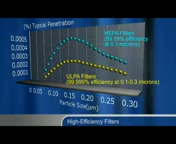 (%) Typical Penetration
0.0005
0.0004
0.0003
0.0002
0.0001
HEPA Filters
(99.99% efficiency
at 0.3 microns)
ULPA Filters
(99.999% efficiency at 0.1-0.3 microns)
0 0.05 0.10 0.15 0.20 0.25 0.30
Particle Size(μm)
High-Efficiency Filters